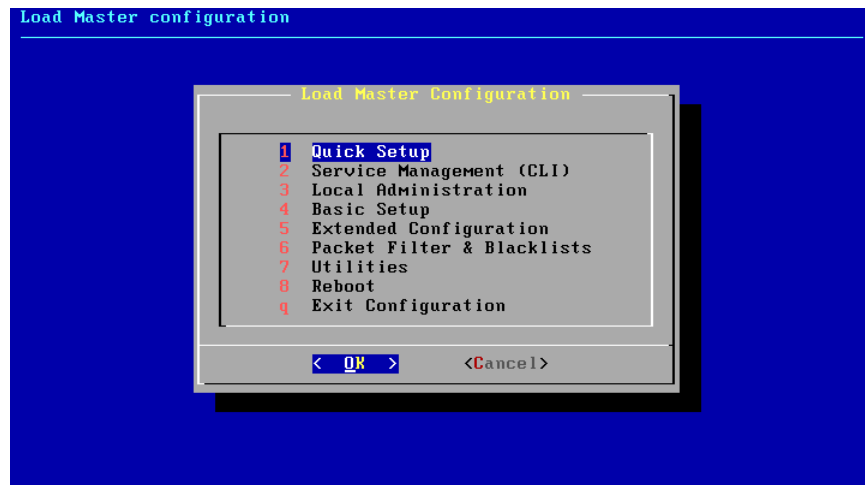 Load Master configuration
Load Master Configuration
1 Quick Setup
2 Service Management (CLI)
3 Local Administration
4 Basic Setup
5 Extended Configuration
6 Packet Filter & Blacklists
7 Utilities
8 Reboot
q Exit Configuration
< OK > <Cancel>